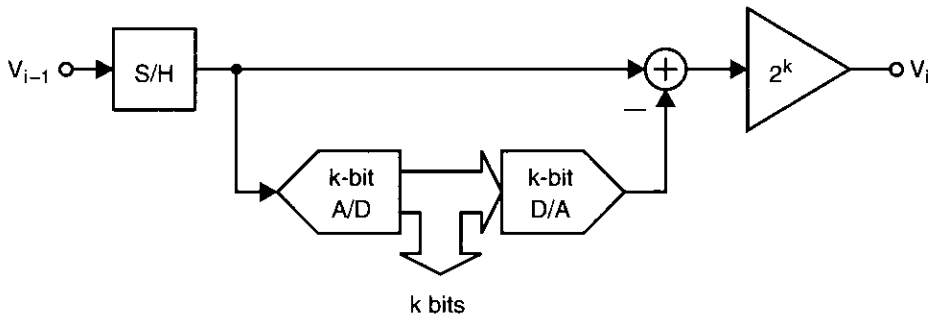 V_{i-1}
S/H
+
−
2^k
V_i
k-bit
A/D
k-bit
D/A
k bits